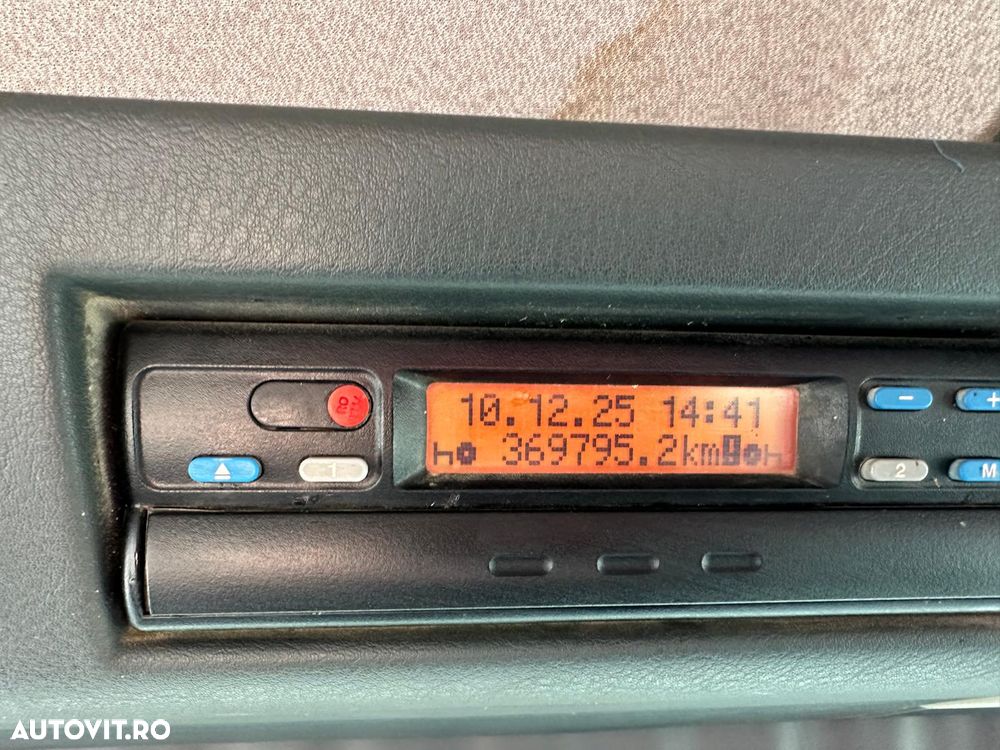 10.12.25 14:41
369795.2km
- +
1 2 M
AUTOVIT.RO